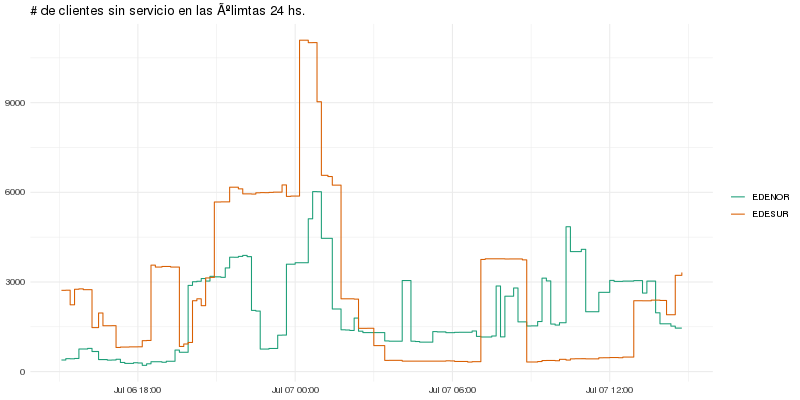 # de clientes sin servicio en las Ãºlimtas 24 hs.
9000
6000
3000
0
Jul 06 18:00
Jul 07 00:00
Jul 07 06:00
Jul 07 12:00
EDENOR
EDESUR